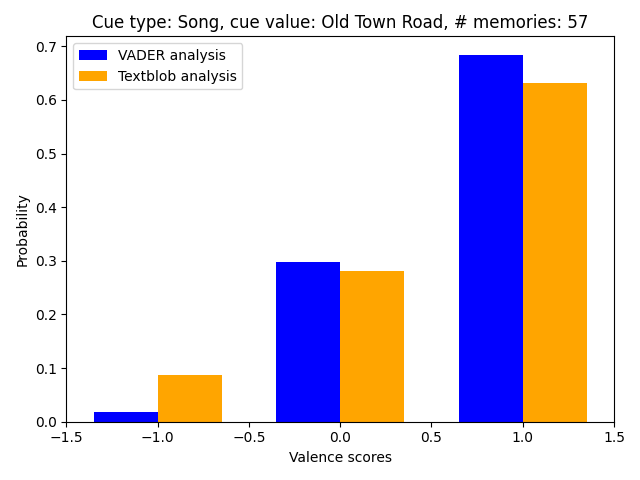 Cue type: Song, cue value: Old Town Road, # memories: 57
VADER analysis
Textblob analysis
Probability
0.7
0.6
0.5
0.4
0.3
0.2
0.1
0.0
−1.5 −1.0 −0.5 0.0 0.5 1.0 1.5
Valence scores